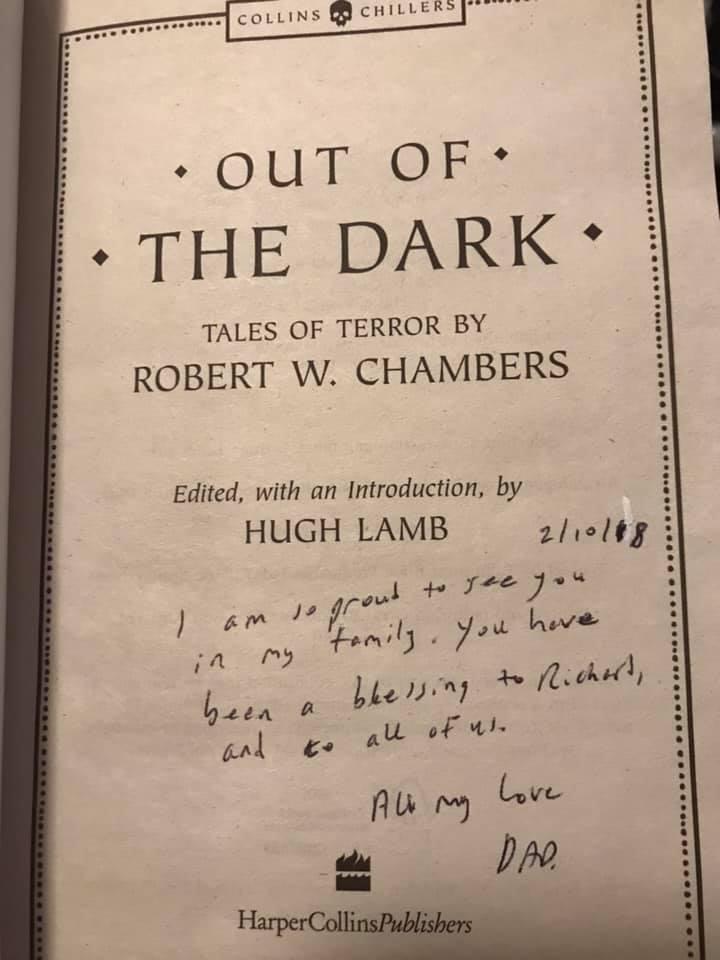 COLLINS CHILLERS
OUT OF
THE DARK
TALES OF TERROR BY
ROBERT W. CHAMBERS
Edited, with an Introduction, by
HUGH LAMB
2/10/18
I am so proud to see you
in my family. You have
been a blessing to Richard,
and to all of us.
All my love
DAD.
HarperCollinsPublishers